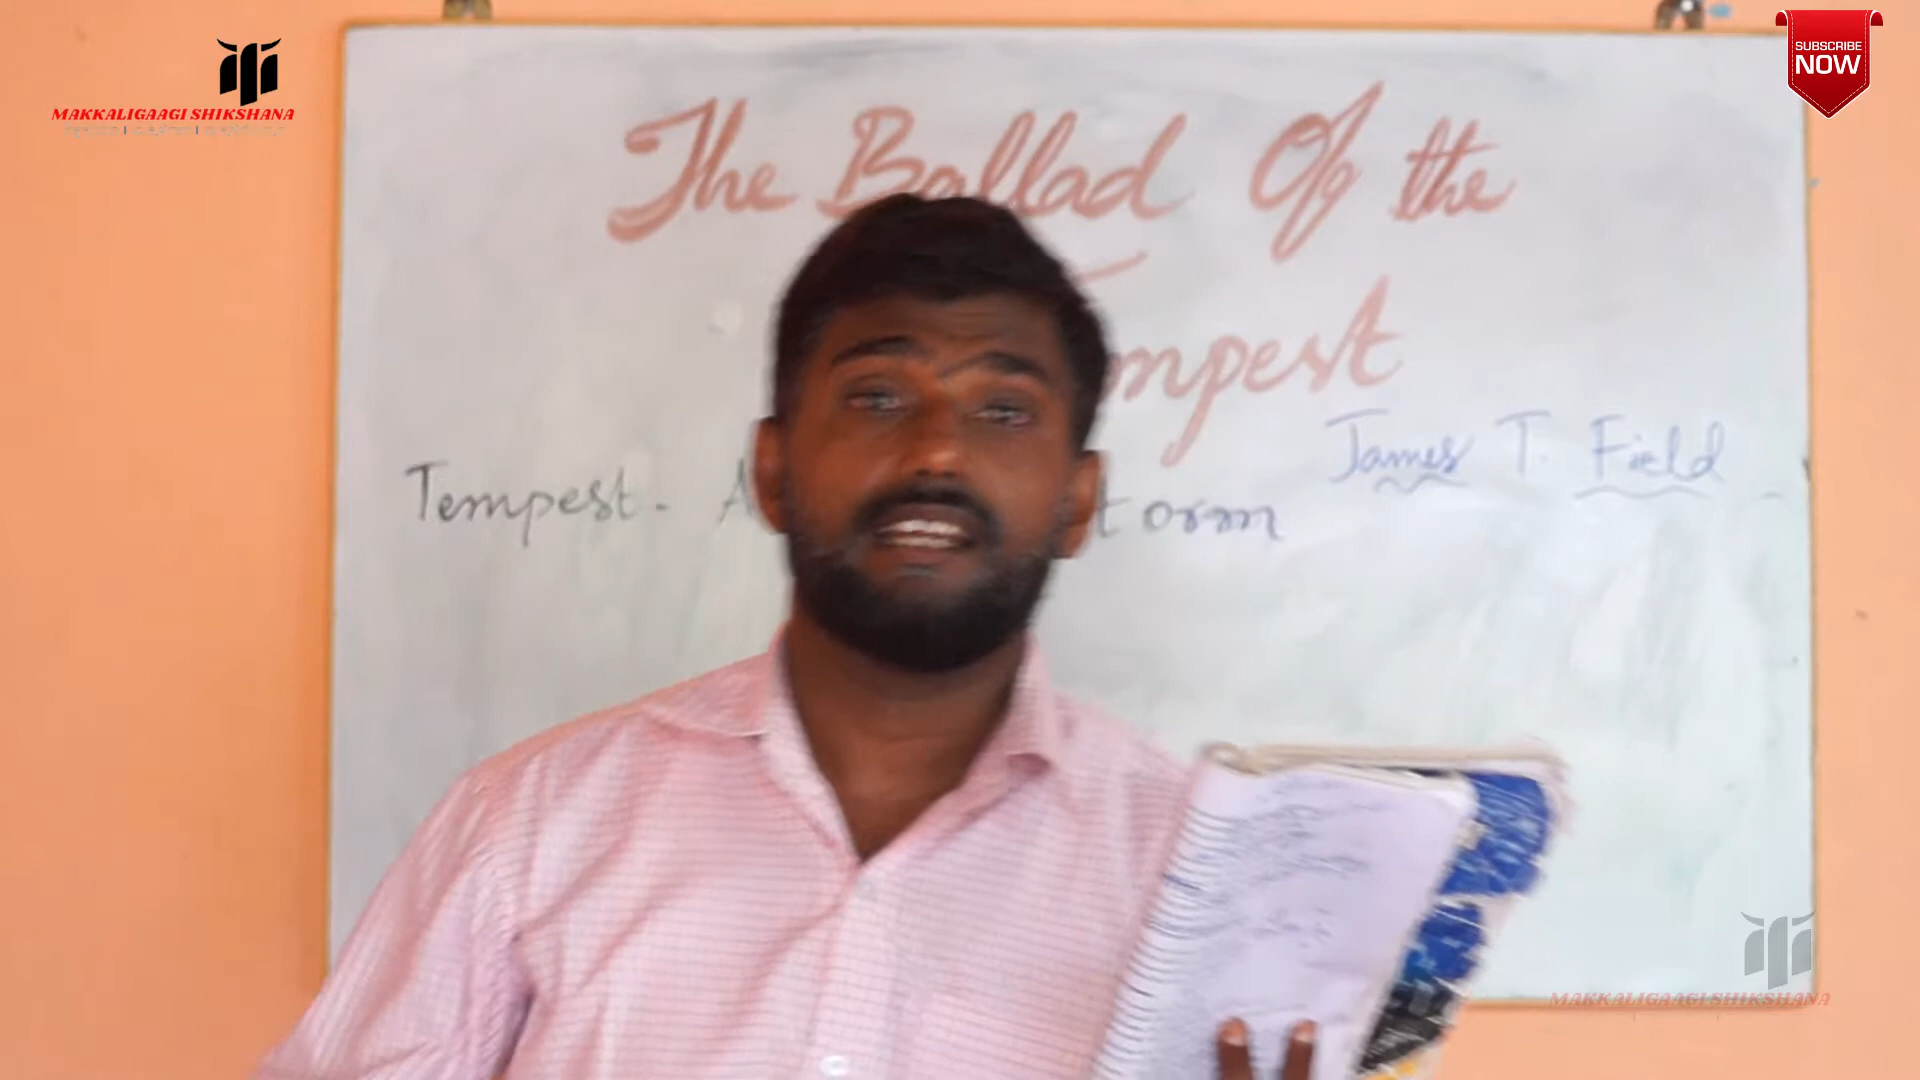 MAKKALIGAAGI SHIKSHANA
SUBSCRIBE
NOW
The Ballad Of the
mpest
James T. Field
Tempest - A
torm
MAKKALIGAAGI SHIKSHANA